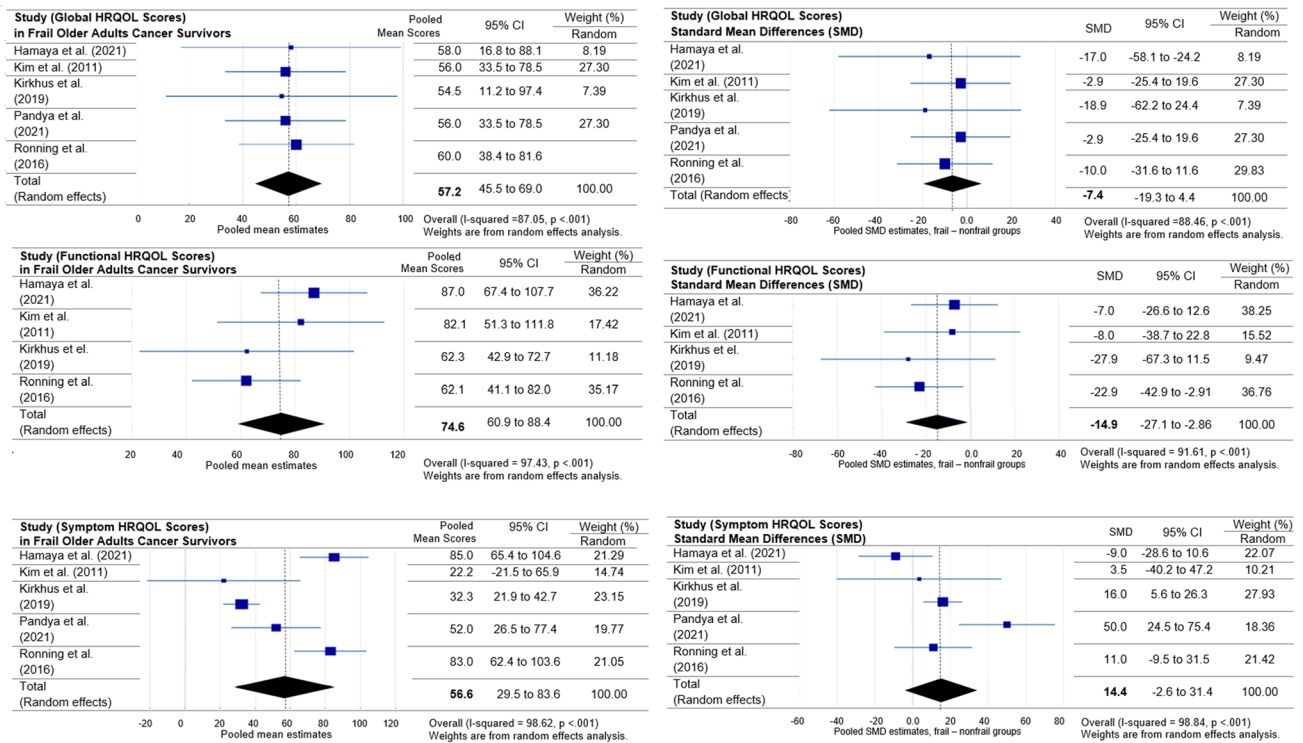 Study (Global HRQOL Scores)
in Frail Older Adults Cancer Survivors
Pooled
Mean Scores
95% CI
Weight (%)
Random
Hamaya et al. (2021) 58.0 16.8 to 88.1 8.19
Kim et al. (2011) 56.0 33.5 to 78.5 27.30
Kirkhus et al.
(2019) 54.5 11.2 to 97.4 7.39
Pandya et al.
(2021) 56.0 33.5 to 78.5 27.30
Ronning et al.
(2016) 60.0 38.4 to 81.6
Total
(Random effects) 57.2 45.5 to 69.0 100.00
0 20 40 60 80 100
Pooled mean estimates
Overall (I-squared =87.05, p <.001)
Weights are from random effects analysis.
Study (Global HRQOL Scores)
Standard Mean Differences (SMD)
SMD
95% CI
Weight (%)
Random
Hamaya et al.
(2021) -17.0 -58.1 to -24.2 8.19
Kim et al. (2011) -2.9 -25.4 to 19.6 27.30
Kirkhus et al.
(2019) -18.9 -62.2 to 24.4 7.39
Pandya et al.
(2021) -2.9 -25.4 to 19.6 27.30
Ronning et al.
(2016) -10.0 -31.6 to 11.6 29.83
Total (Random effects) -7.4 -19.3 to 4.4 100.00
-80 -60 -40 -20 0.0 20 40
Pooled SMD estimates, frail – nonfrail groups
Overall (I-squared =88.46, p <.001)
Weights are from random effects analysis.
Study (Functional HRQOL Scores)
in Frail Older Adults Cancer Survivors
Pooled
Mean Scores
95% CI
Weight (%)
Random
Hamaya et al.
(2021) 87.0 67.4 to 107.7 36.22
Kim et al.
(2011) 82.1 51.3 to 111.8 17.42
Kirkhus et el.
(2019) 62.3 42.9 to 72.7 11.18
Ronning et al.
(2016) 62.1 41.1 to 82.0 35.17
Total
(Random effects) 74.6 60.9 to 88.4 100.00
20 40 60 80 100 120
Pooled mean estimates
Overall (I-squared = 97.43, p <.001)
Weights are from random effects analysis.
Study (Functional HRQOL Scores)
Standard Mean Differences (SMD)
SMD
95% CI
Weight (%)
Random
Hamaya et al.
(2021) -7.0 -26.6 to 12.6 38.25
Kim et al. (2011) -8.0 -38.7 to 22.8 15.52
Kirkhus et el.
(2019) -27.9 -67.3 to 11.5 9.47
Ronning et al.
(2016) -22.9 -42.9 to -2.91 36.76
Total
(Random effects) -14.9 -27.1 to -2.86 100.00
-80 -60 -40 -20 0 20 40
Pooled SMD estimates, frail – nonfrail groups
Overall (I-squared = 91.61, p <.001)
Weights are from random effects analysis.
Study (Symptom HRQOL Scores)
in Frail Older Adults Cancer Survivors
Pooled
Mean Scores
95% CI
Weight (%)
Random
Hamaya et al. (2021) 85.0 65.4 to 104.6 21.29
Kim et al. (2011) 22.2 -21.5 to 65.9 14.74
Kirkhus et al.
(2019) 32.3 21.9 to 42.7 23.15
Pandya et al.
(2021) 52.0 26.5 to 77.4 19.77
Ronning et al.
(2016) 83.0 62.4 to 103.6 21.05
Total
(Random effects) 56.6 29.5 to 83.6 100.00
-20 0 20 40 60 80 100 120
Pooled mean estimates
Overall (I-squared = 98.62, p <.001)
Weights are from random effects analysis.
Study (Symptom HRQOL Scores)
Standard Mean Differences (SMD)
SMD
95% CI
Weight (%)
Random
Hamaya et al. (2021) -9.0 -28.6 to 10.6 22.07
Kim et al. (2011) 3.5 -40.2 to 47.2 10.21
Kirkhus et al.
(2019) 16.0 5.6 to 26.3 27.93
Pandya et al.
(2021) 50.0 24.5 to 75.4 18.36
Ronning et al.
(2016) 11.0 -9.5 to 31.5 21.42
Total
(Random effects) 14.4 -2.6 to 31.4 100.00
-60 -40 -20 0.0 20 40 60 80
Pooled SMD estimates, frail – nonfrail groups
Overall (I-squared = 98.84, p <.001)
Weights are from random effects analysis.